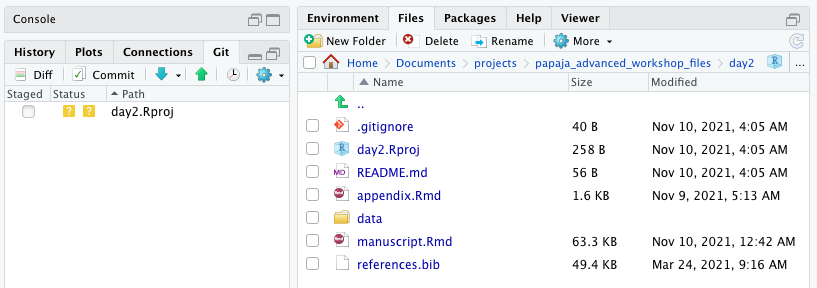 Console
History Plots Connections Git
Diff Commit
Staged Status Path
? ? day2.Rproj
Environment Files Packages Help Viewer
New Folder Delete Rename More
Home Documents projects papaja_advanced_workshop_files day2 R ...
Name Size Modified
..
.gitignore 40 B Nov 10, 2021, 4:05 AM
day2.Rproj 258 B Nov 10, 2021, 4:05 AM
MD README.md 56 B Nov 10, 2021, 4:05 AM
appendix.Rmd 1.6 KB Nov 9, 2021, 5:13 AM
data
manuscript.Rmd 63.3 KB Nov 10, 2021, 12:42 AM
references.bib 49.4 KB Mar 24, 2021, 9:16 AM